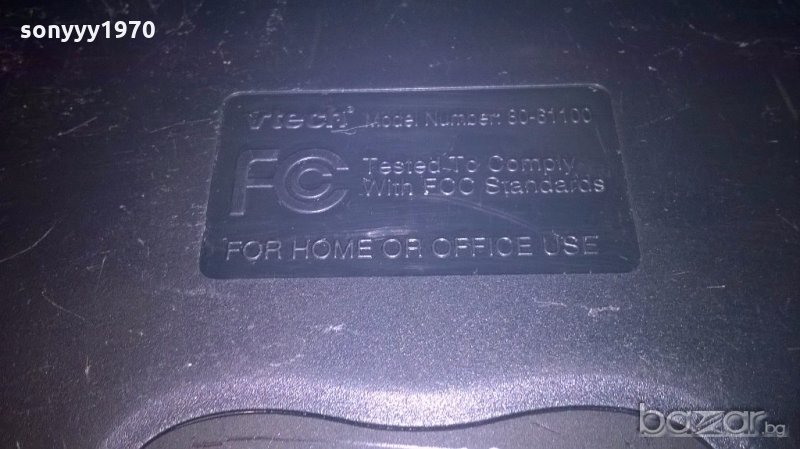 sonyyy1970
vtech® Model Number: 80-61100
FC Tested To Comply
With FCC Standards
FOR HOME OR OFFICE USE
bazar.bg